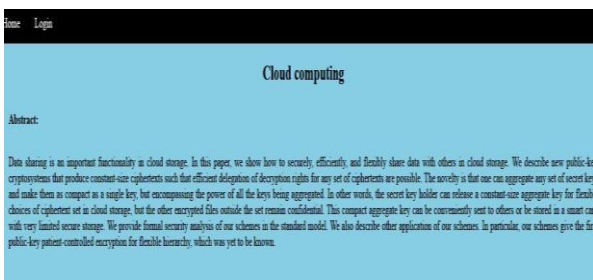 Home Login
Cloud computing
Abstract:
Data sharing is an important functionality in cloud storage. In this paper, we show how to securely, efficiently, and flexibly share data with others in cloud storage. We describe new public-ke
cryptosystems that produce constant-size ciphertexts such that efficient delegation of decryption rights for any set of ciphertexts are possible. The novelty is that one can aggregate any set of secret key
and make them as compact as a single key, but encompassing the power of all the keys being aggregated. In other words, the secret key holder can release a constant-size aggregate key for flexib
choices of ciphertext set in cloud storage, but the other encrypted files outside the set remain confidential. This compact aggregate key can be conveniently sent to others or be stored in a smart car
with very limited secure storage. We provide formal security analysis of our schemes in the standard model. We also describe other application of our schemes. In particular, our schemes give the fir
public-key patient-controlled encryption for flexible hierarchy, which was yet to be known.